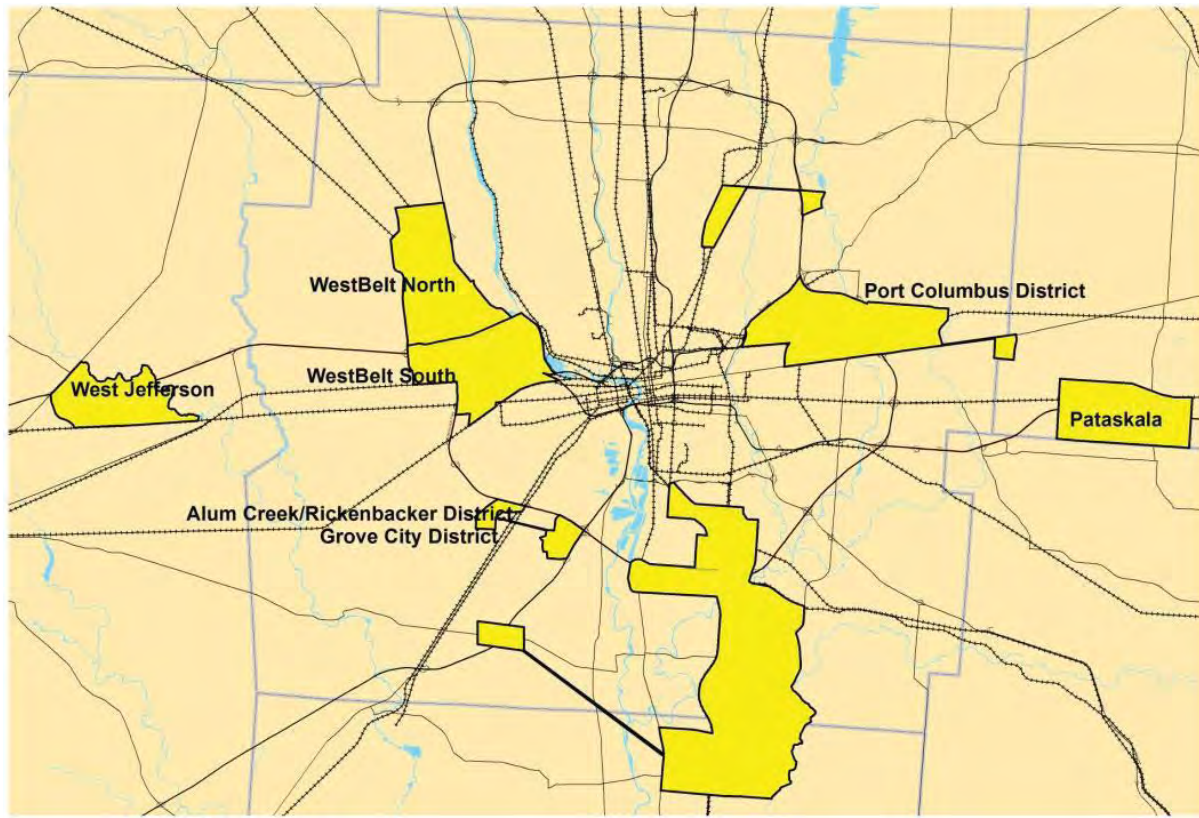 WestBelt North
Port Columbus District
WestBelt South
West Jefferson
Pataskala
Alum Creek/Rickenbacker District
Grove City District